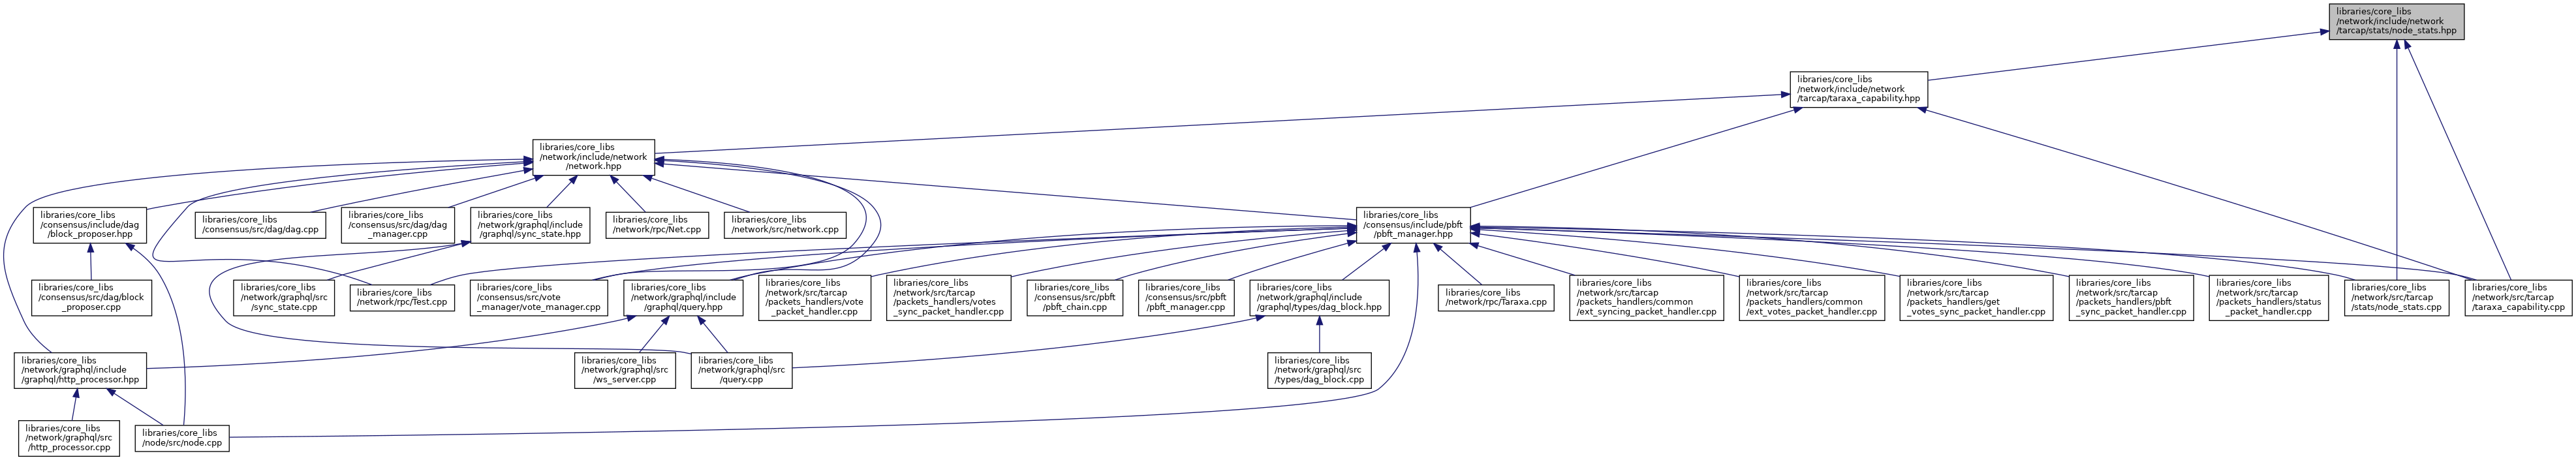 libraries/core_libs
/network/include/network
/tarcap/stats/node_stats.hpp
libraries/core_libs
/network/include/network
/tarcap/taraxa_capability.hpp
libraries/core_libs
/network/include/network
/network.hpp
libraries/core_libs
/consensus/include/dag
/block_proposer.hpp
libraries/core_libs
/consensus/src/dag/dag.cpp
libraries/core_libs
/consensus/src/dag/dag
_manager.cpp
libraries/core_libs
/network/graphql/include
/graphql/sync_state.hpp
libraries/core_libs
/network/rpc/Net.cpp
libraries/core_libs
/network/src/network.cpp
libraries/core_libs
/consensus/include/pbft
/pbft_manager.hpp
libraries/core_libs
/consensus/src/dag/block
_proposer.cpp
libraries/core_libs
/network/graphql/src
/sync_state.cpp
libraries/core_libs
/network/rpc/Test.cpp
libraries/core_libs
/consensus/src/vote
_manager/vote_manager.cpp
libraries/core_libs
/network/graphql/include
/graphql/query.hpp
libraries/core_libs
/network/src/tarcap
/packets_handlers/vote
_packet_handler.cpp
libraries/core_libs
/network/src/tarcap
/packets_handlers/votes
_sync_packet_handler.cpp
libraries/core_libs
/consensus/src/pbft
/pbft_chain.cpp
libraries/core_libs
/consensus/src/pbft
/pbft_manager.cpp
libraries/core_libs
/network/graphql/include
/graphql/types/dag_block.hpp
libraries/core_libs
/network/rpc/Taraxa.cpp
libraries/core_libs
/network/src/tarcap
/packets_handlers/common
/ext_syncing_packet_handler.cpp
libraries/core_libs
/network/src/tarcap
/packets_handlers/common
/ext_votes_packet_handler.cpp
libraries/core_libs
/network/src/tarcap
/packets_handlers/get
_votes_sync_packet_handler.cpp
libraries/core_libs
/network/src/tarcap
/packets_handlers/pbft
_sync_packet_handler.cpp
libraries/core_libs
/network/src/tarcap
/packets_handlers/status
_packet_handler.cpp
libraries/core_libs
/network/src/tarcap
/stats/node_stats.cpp
libraries/core_libs
/network/src/tarcap
/taraxa_capability.cpp
libraries/core_libs
/network/graphql/include
/graphql/http_processor.hpp
libraries/core_libs
/network/graphql/src
/ws_server.cpp
libraries/core_libs
/network/graphql/src
/query.cpp
libraries/core_libs
/network/graphql/src
/types/dag_block.cpp
libraries/core_libs
/network/graphql/src
/http_processor.cpp
libraries/core_libs
/node/src/node.cpp